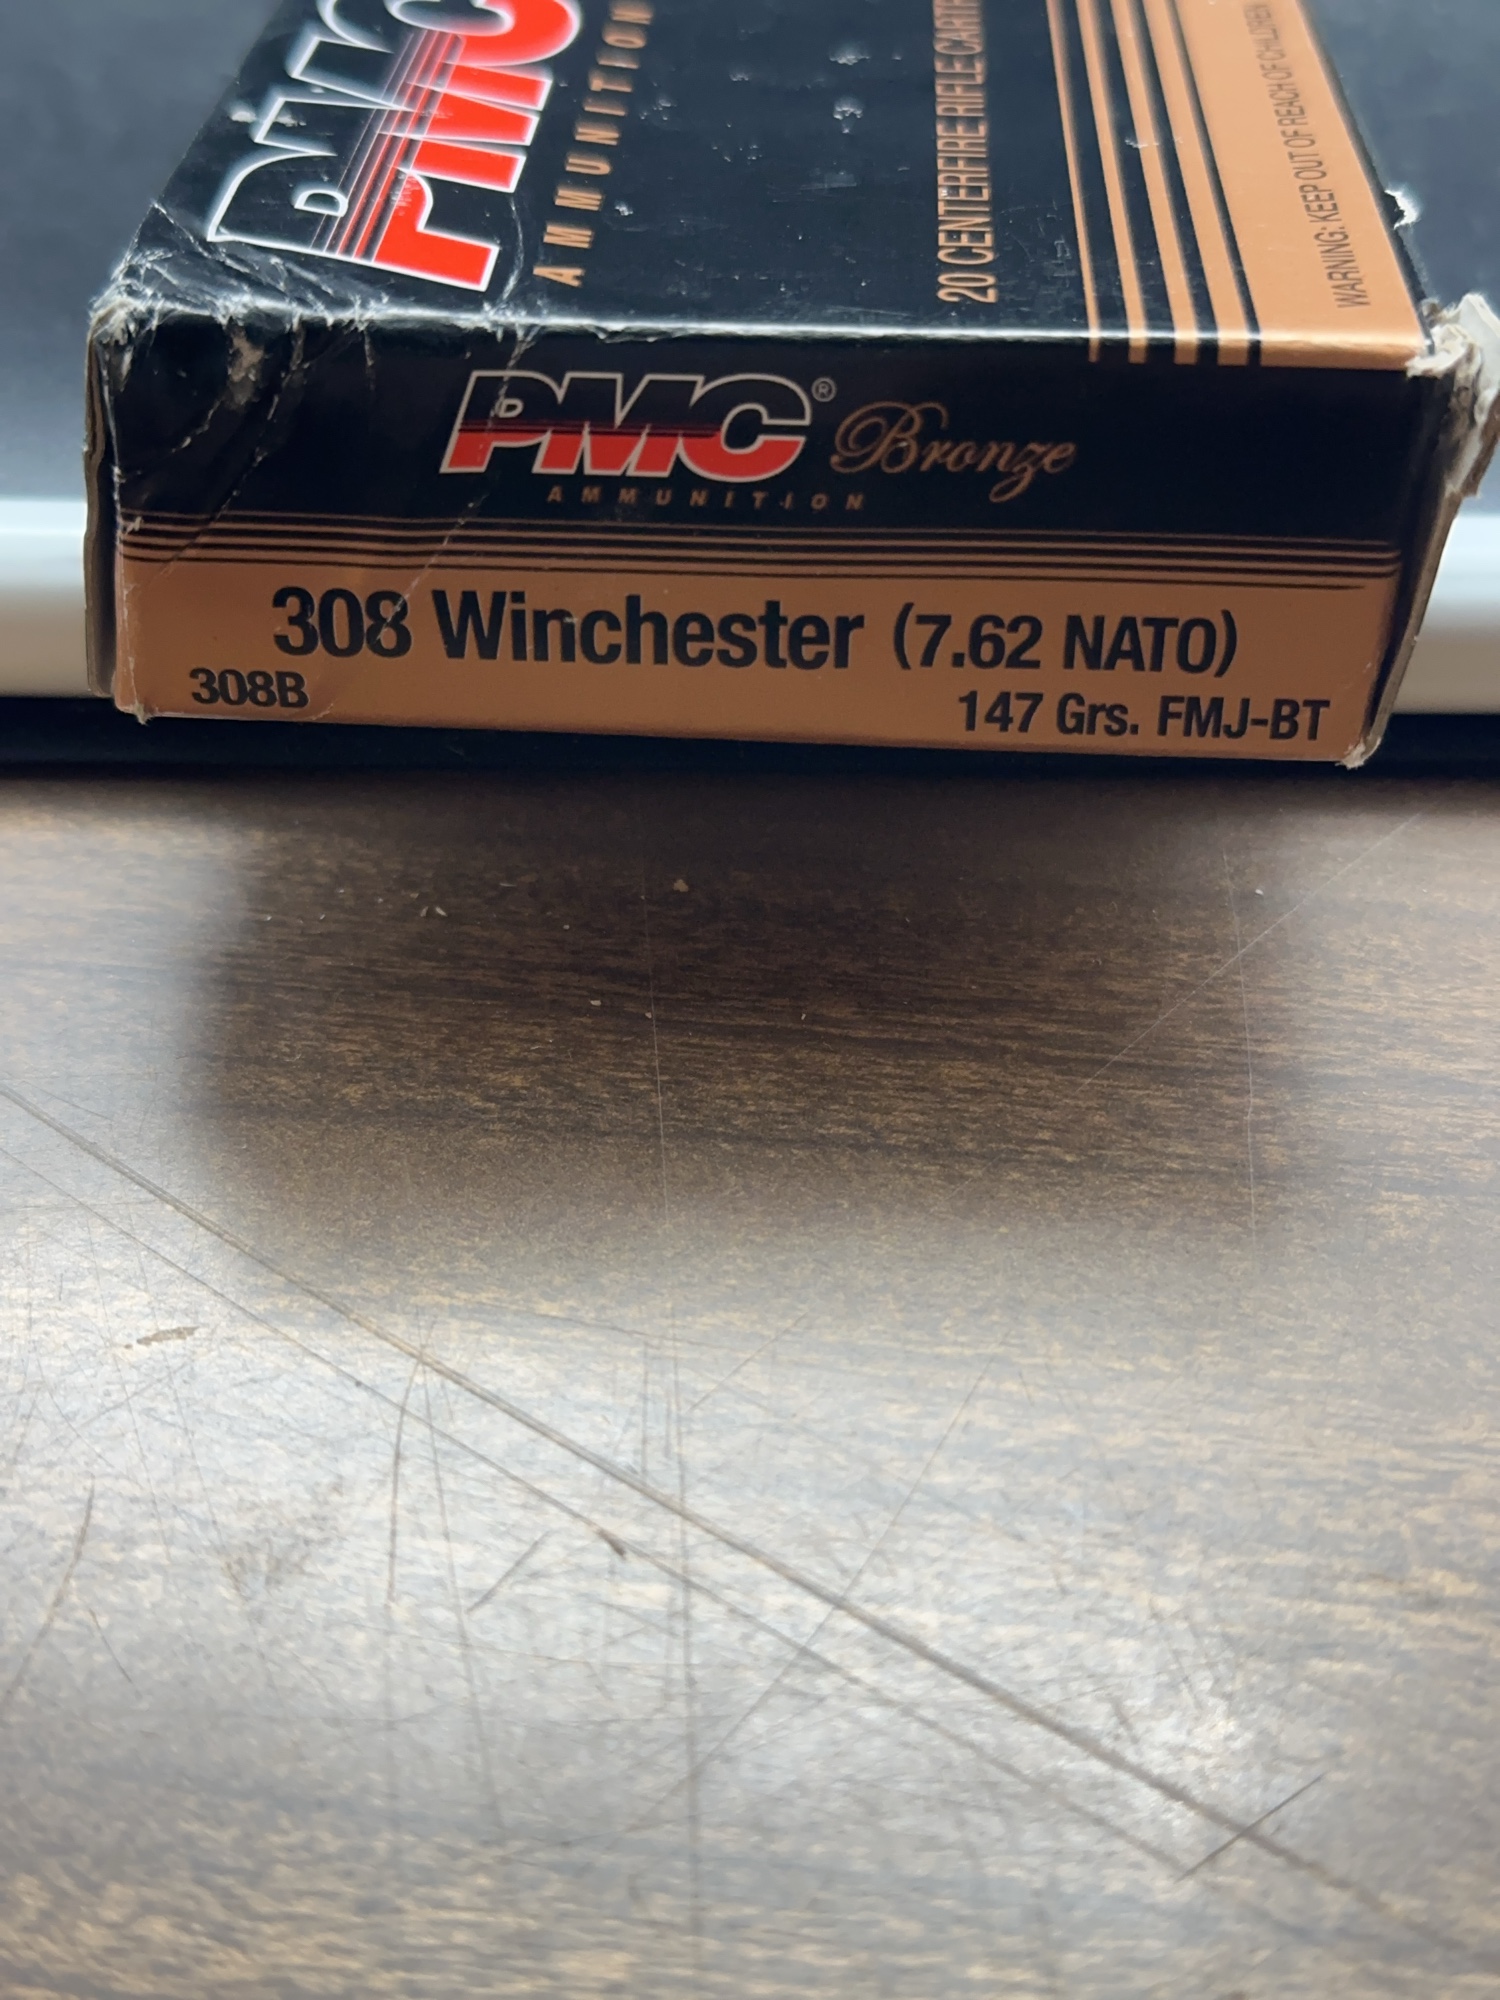 PMC
AMMUNITION
20 CENTERFIRE RIFLE
WARNING: KEEP OUT OF REACH OF CHILDREN
PMC® Bronze
AMMUNITION
308 Winchester (7.62 NATO)
308B
147 Grs. FMJ-BT